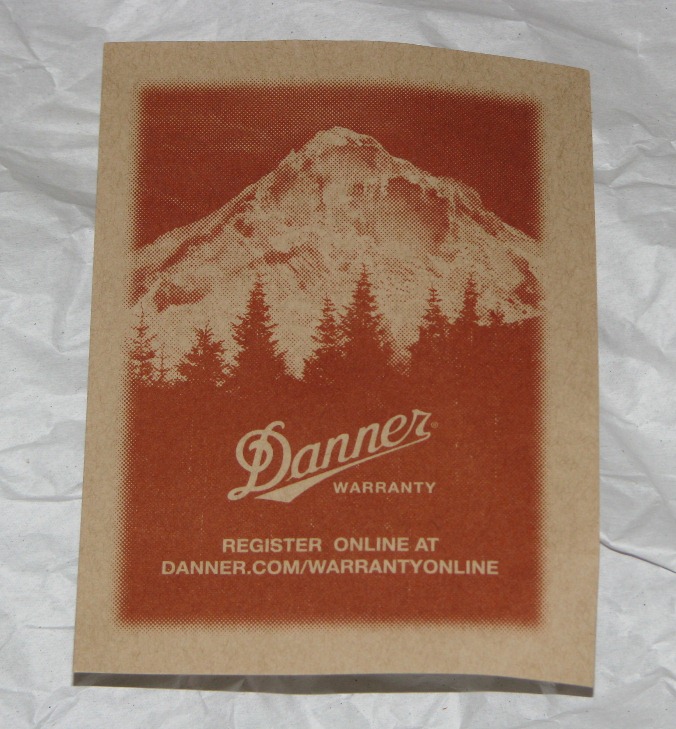 Danner®
WARRANTY
REGISTER ONLINE AT
DANNER.COM/WARRANTYONLINE